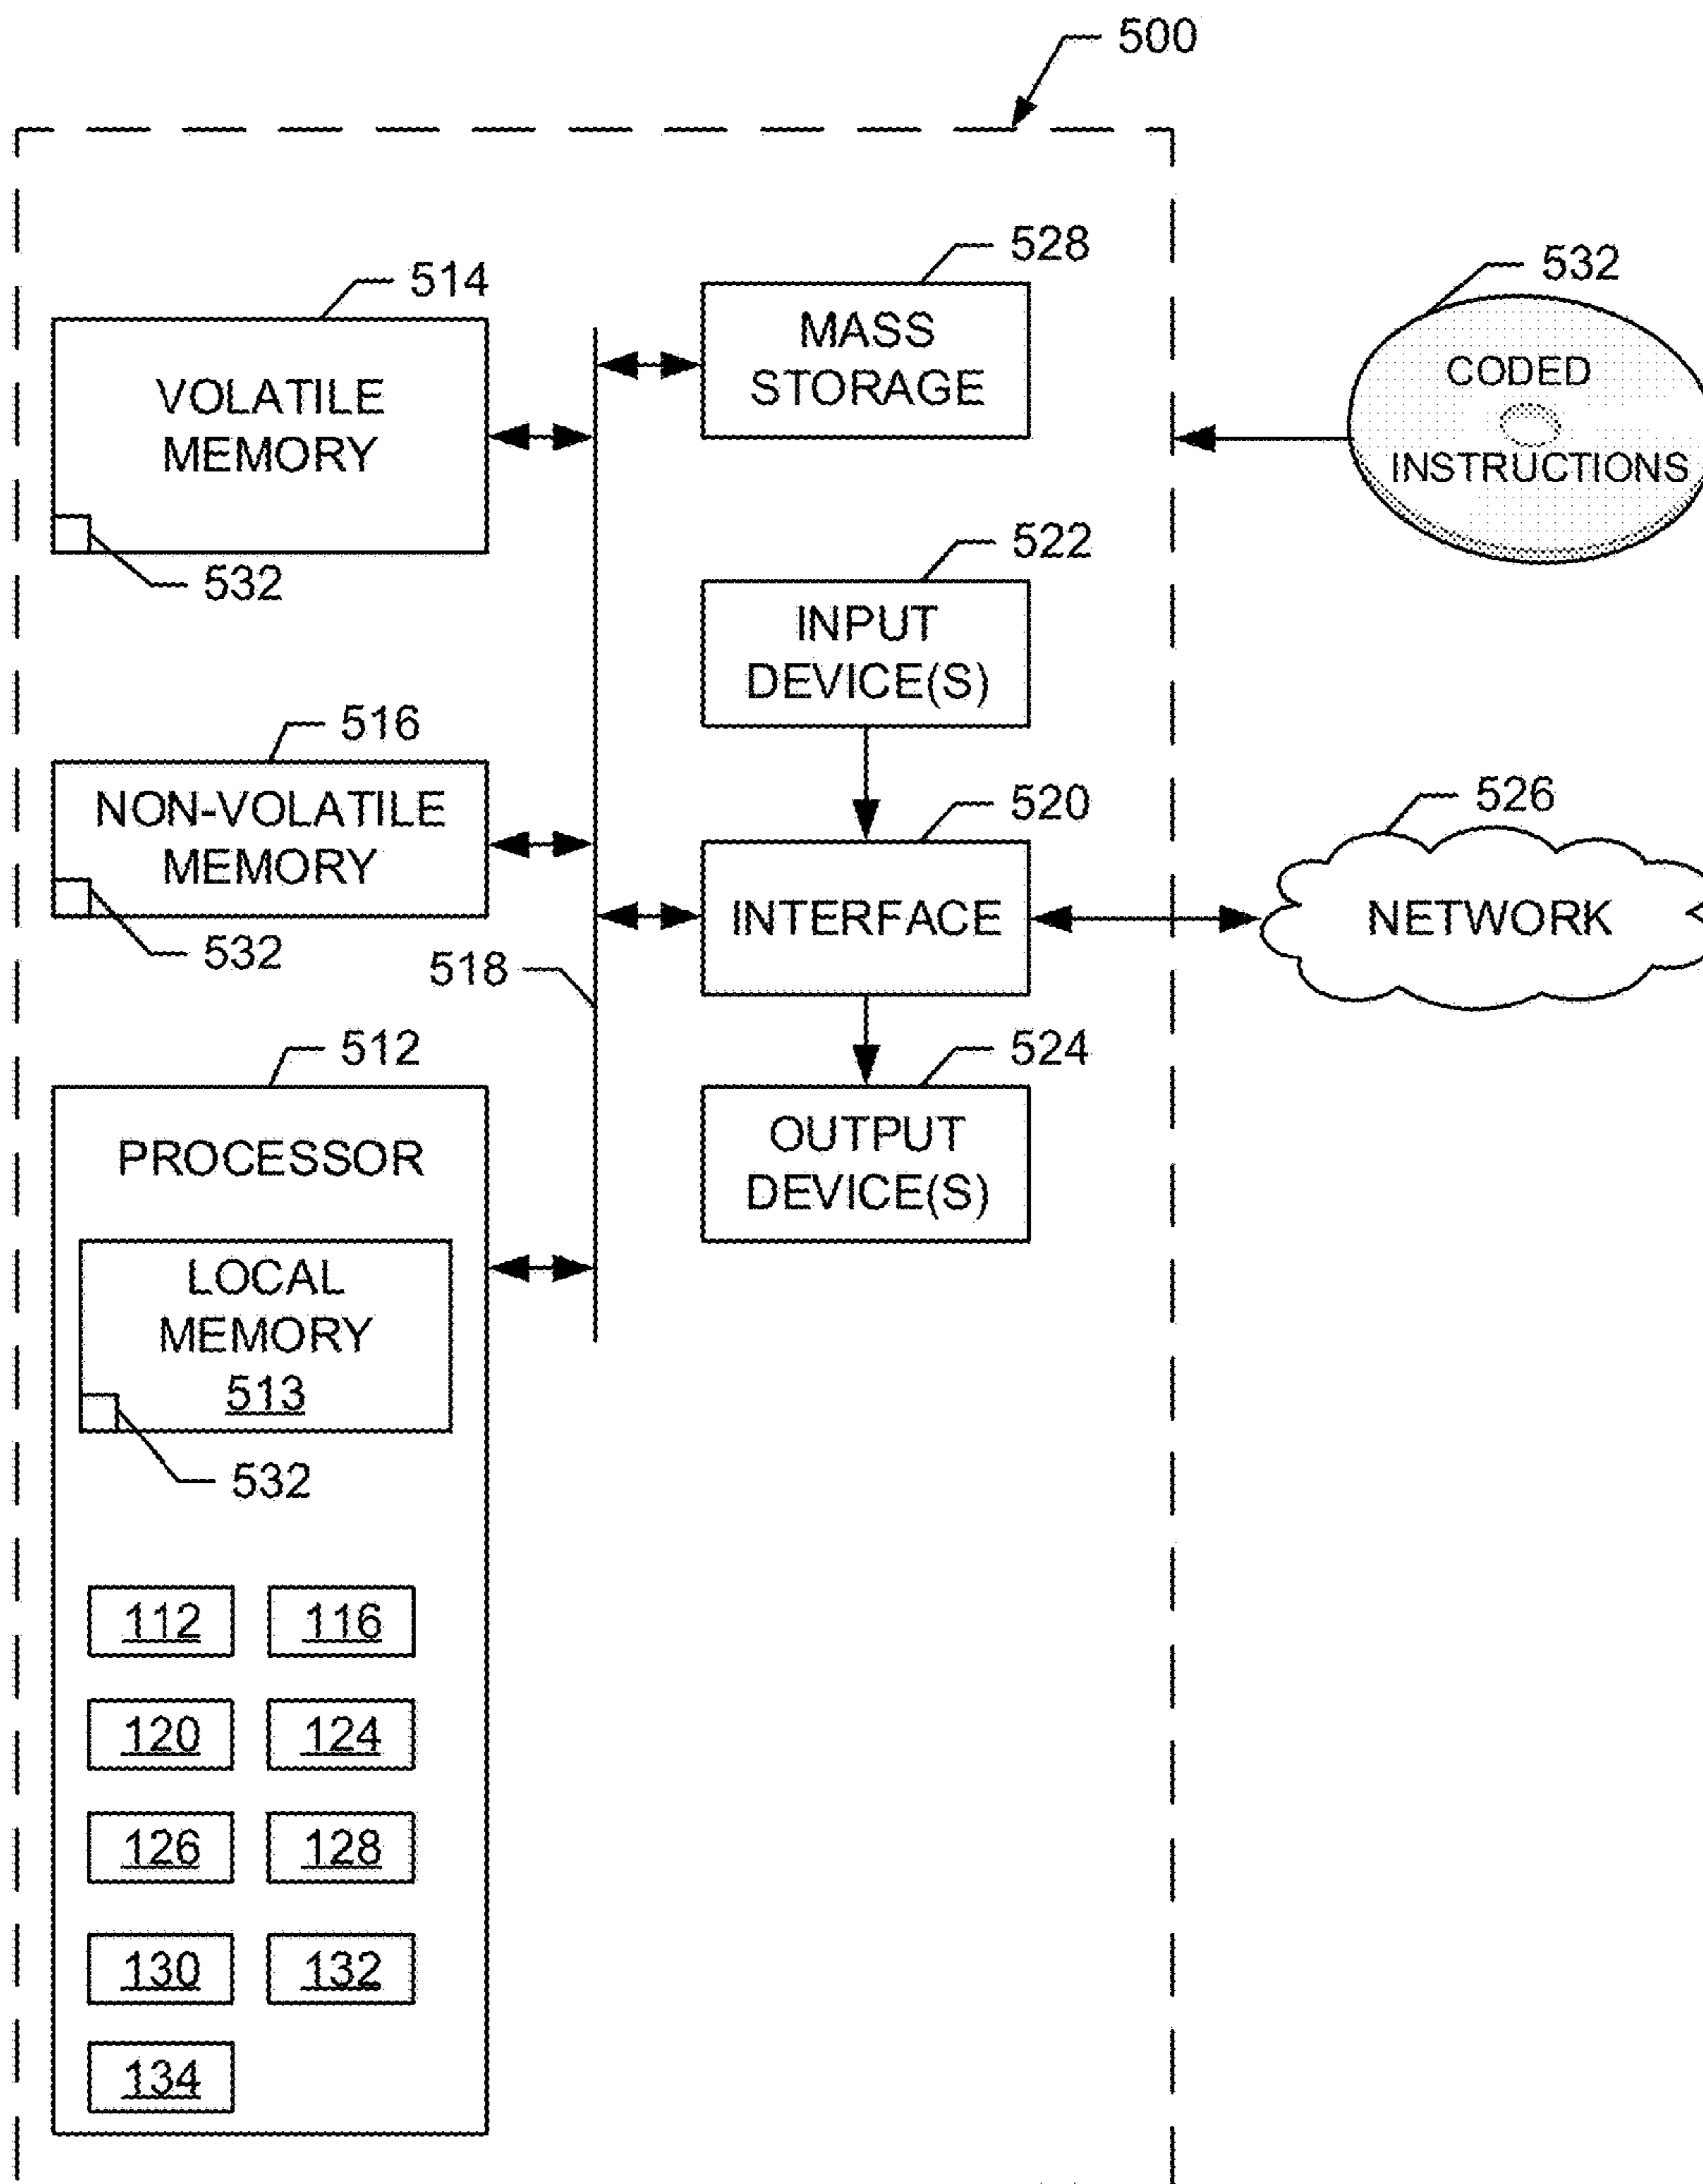 500
528
532
514
MASS
STORAGE
CODED
INSTRUCTIONS
VOLATILE
MEMORY
532
522
INPUT
DEVICE(S)
516
520
526
NON-VOLATILE
MEMORY
INTERFACE
NETWORK
532
518
512
524
PROCESSOR
OUTPUT
DEVICE(S)
LOCAL
MEMORY
513
532
112 116
120 124
126 128
130 132
134